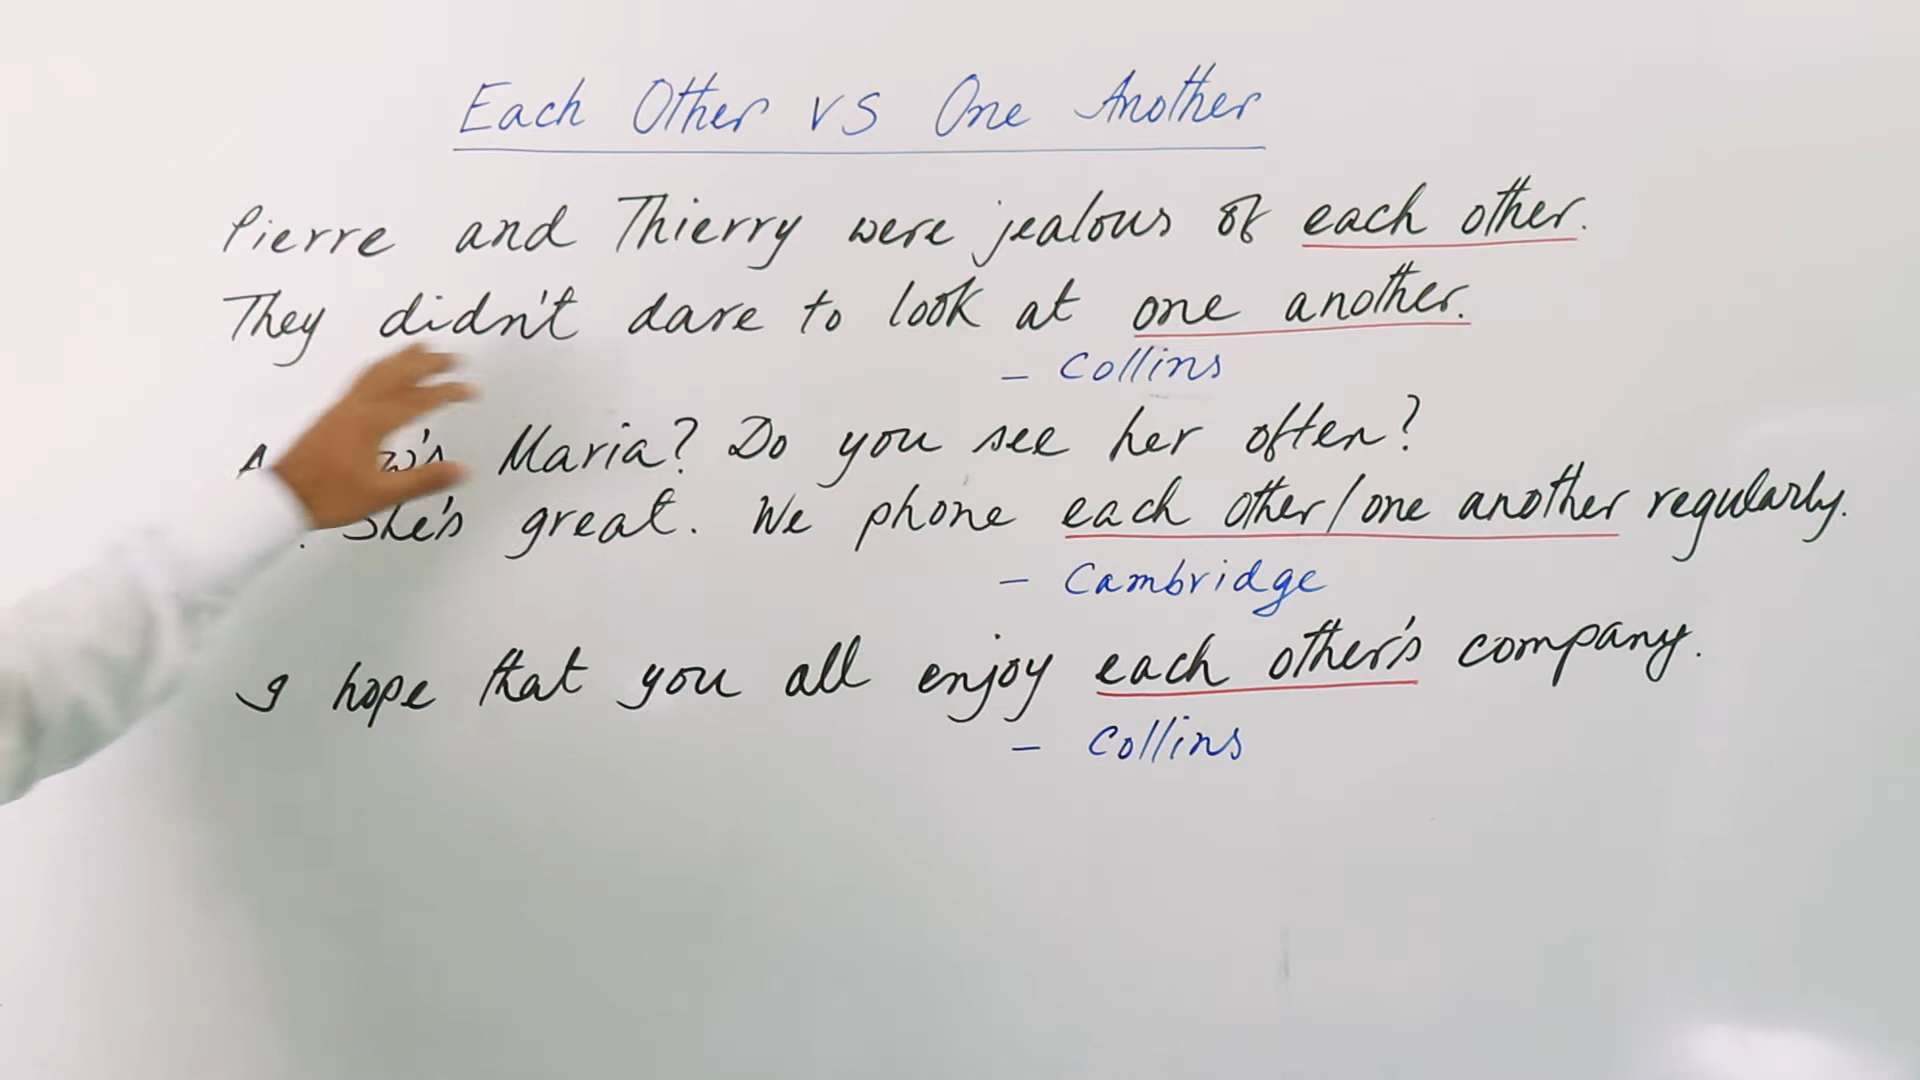 Each Other vs One Another
Pierre and Thierry were jealous of each other.
They didn't dare to look at one another.
– Collins
Maria? Do you see her often?
She's great. We phone each other/one another regularly.
– Cambridge
I hope that you all enjoy each other's company.
– Collins